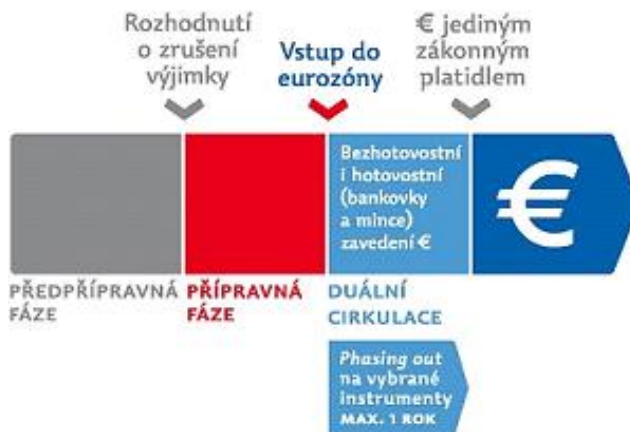 Rozhodnutí
o zrušení
výjimky
Vstup do
eurozóny
€ jediným
zákonným
platidlem
Bezhotovostní
i hotovostní
(bankovky
a mince)
zavedení €
€
PŘEDPŘÍPRAVNÁ
FÁZE
PŘÍPRAVNÁ
FÁZE
DUÁLNÍ
CIRKULACE
Phasing out
na vybrané
instrumenty
MAX. 1 ROK